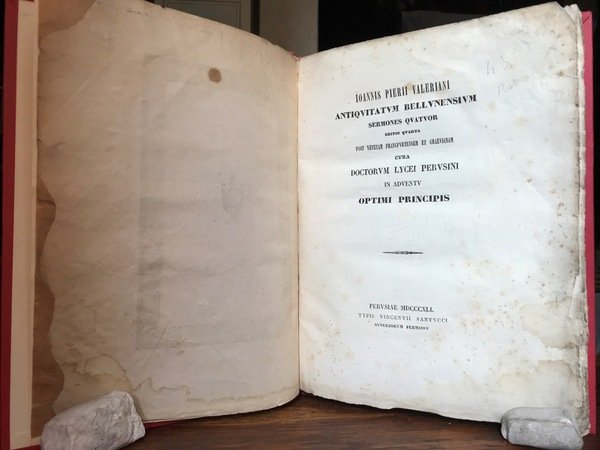 IOANNIS PIERII VALERIANI
ANTIQVITATVM BELLVNENSIVM
SERMONES QVATVOR
EDITIO QVARTA
POST VENETAM FRANCFVRTENSEM ET GRAEVIANAM
CVRA
DOCTORVM LYCEI PERVSINI
IN ADVENTV
OPTIMI PRINCIPIS
PERVSIAE MDCCCXLI.
TYPIS VINCENTII SANTVCCI
SVPERIORVM PERMISSV